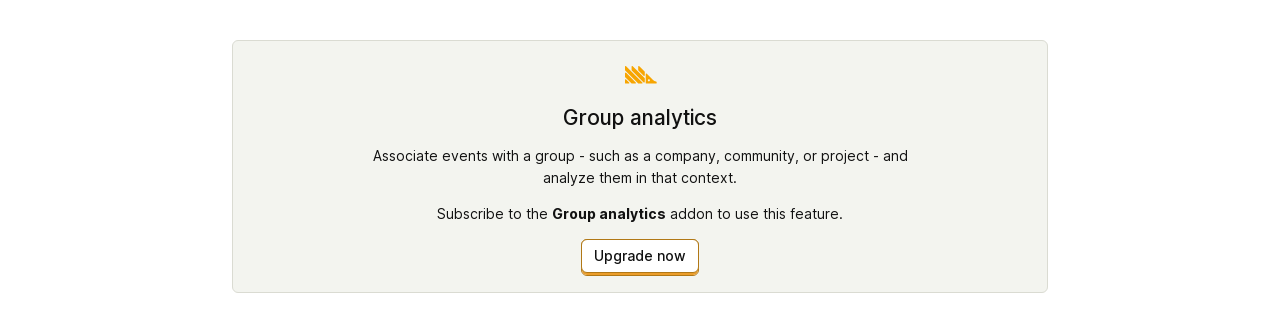 Group analytics
Associate events with a group - such as a company, community, or project - and
analyze them in that context.
Subscribe to the Group analytics addon to use this feature.
Upgrade now